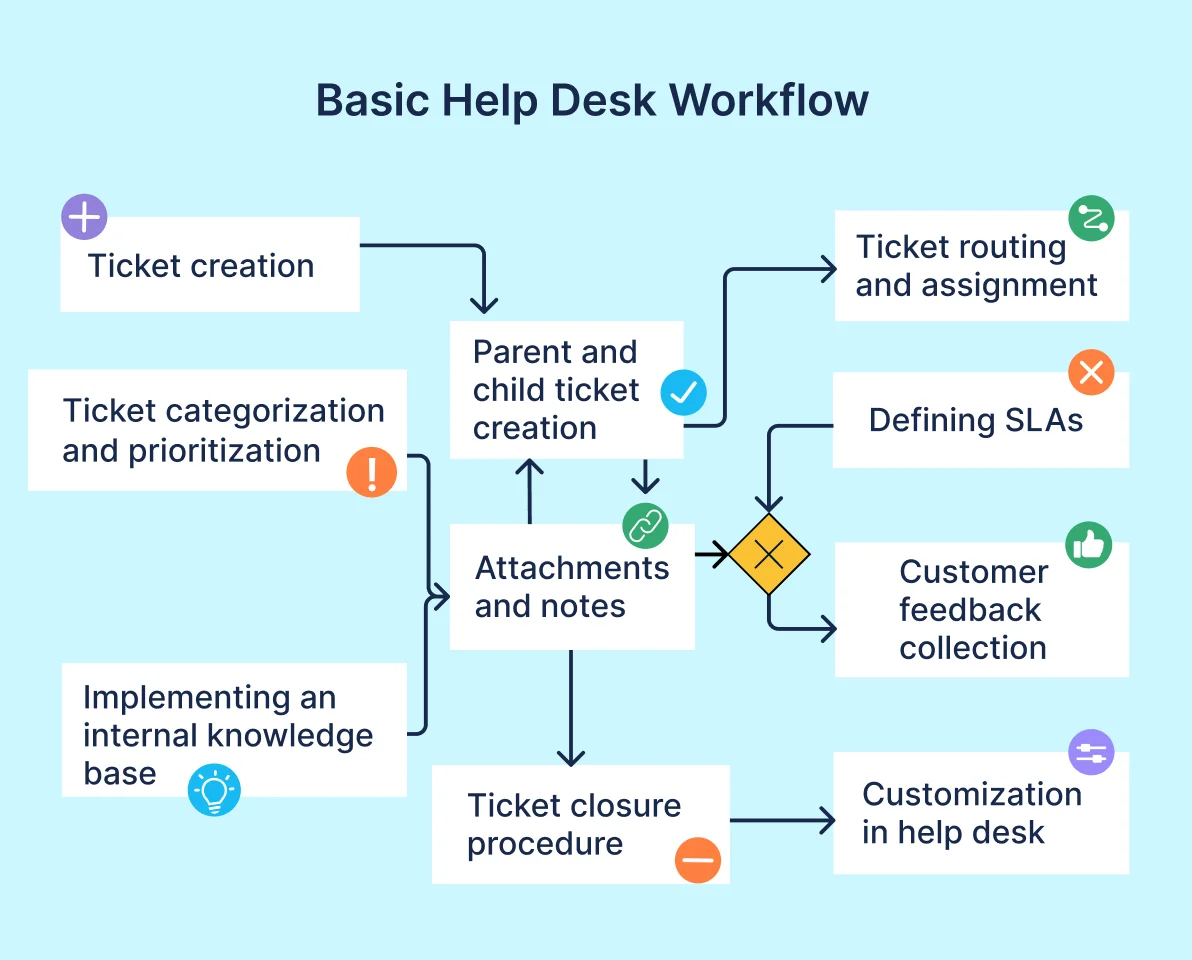 Basic Help Desk Workflow
Ticket creation
Ticket categorization
and prioritization
Implementing an
internal knowledge
base
Parent and
child ticket
creation
Attachments
and notes
Ticket closure
procedure
Ticket routing
and assignment
Defining SLAs
Customer
feedback
collection
Customization
in help desk